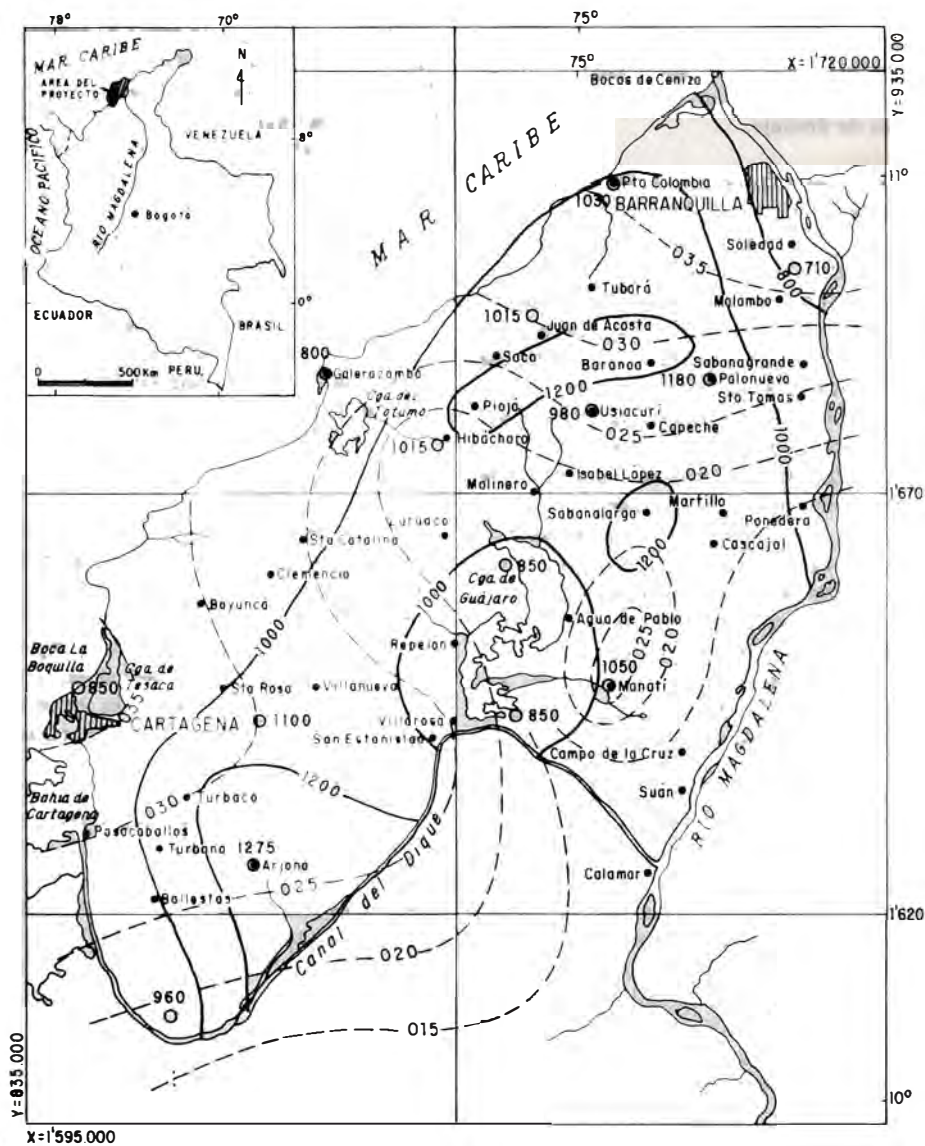 78°
70°
75°
MAR CARIBE
AREA DEL
PROYECTO
N
VENEZUELA
8°
OCEANO PACIFICO
RIO MAGDALENA
Bogotá
0°
ECUADOR
BRASIL
0
500Km
PERU.
75°
X=1'720.000
Y=935.000
Bocas de Ceniza
MAR CARIBE
11°
Pto Colombia
1030
BARRANQUILLA
Soledad
710
035
800
Tubará
Malambo
1015
Juan de Acosta
030
800
Galerazamba
Saco
Baranoa
Sabanagrande
1180
Palonuevo
1200
Sto Tomas
Cga del
Totumo
Piojó
980
Usiacurí
025
Capeche
1000
1015
Hibácharo
020
Isabel López
Molinero
1'670
Sabanalarga
Martillo
Ponedera
Luruaco
1200
Cascajal
Sta Catalina
850
Clemencia
Cga de
Guájaro
1000
Bayunca
Agua de Pablo
1000
Repelón
025
020
Boca La
Boquilla
Cga de
Tesaca
1050
850
Sta Rosa
Villanueva
Manatí
035
CARTAGENA
1100
Villarosa
850
San Estanislao
Campo de la Cruz
RIO MAGDALENA
1200
Suán
Bahia de
Cartagena
030
Turbaco
Pasacaballos
Turbana
1275
Arjona
Canal del Dique
Calamar
025
Ballestas
1'620
020
960
015
10°
Y=835.000
X=1'595.000